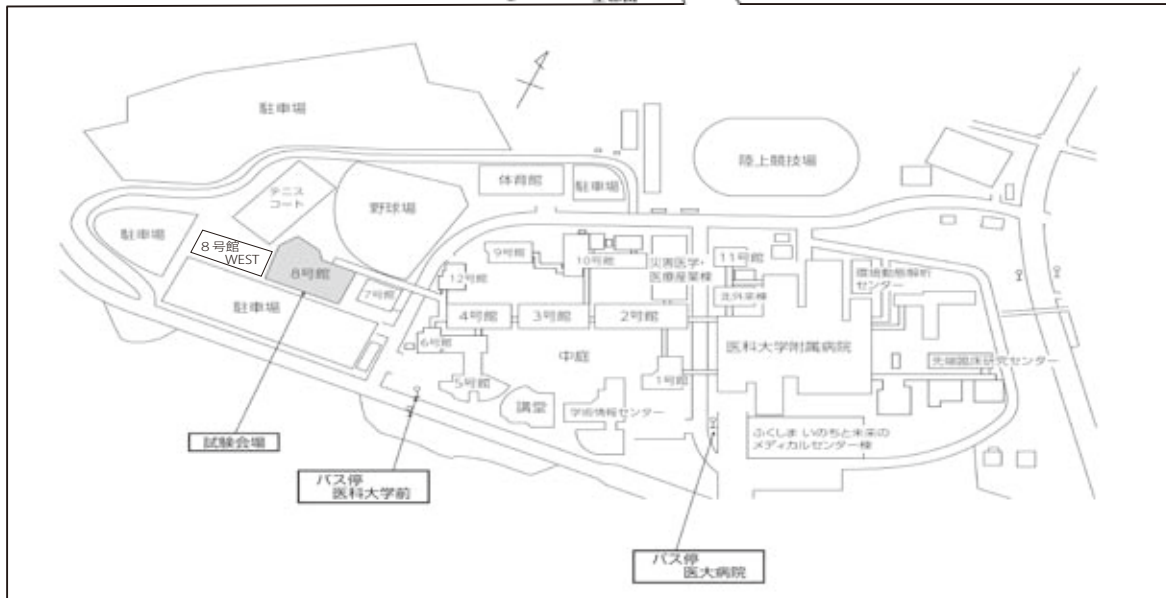 駐車場
陸上競技場
体育館
駐車場
テニス
コート
野球場
駐車場
8号館
WEST
8号館
9号館
10号館
災害医学・
医療産業棟
11号館
環境動態解析
センター
12号館
7号館
駐車場
4号館
3号館
2号館
医科大学附属病院
6号館
中庭
1号館
先端臨床研究センター
5号館
講堂
学術情報センター
ふくしま いのちと未来の
メディカルセンター棟
試験会場
バス停
医科大学前
バス停
医大病院